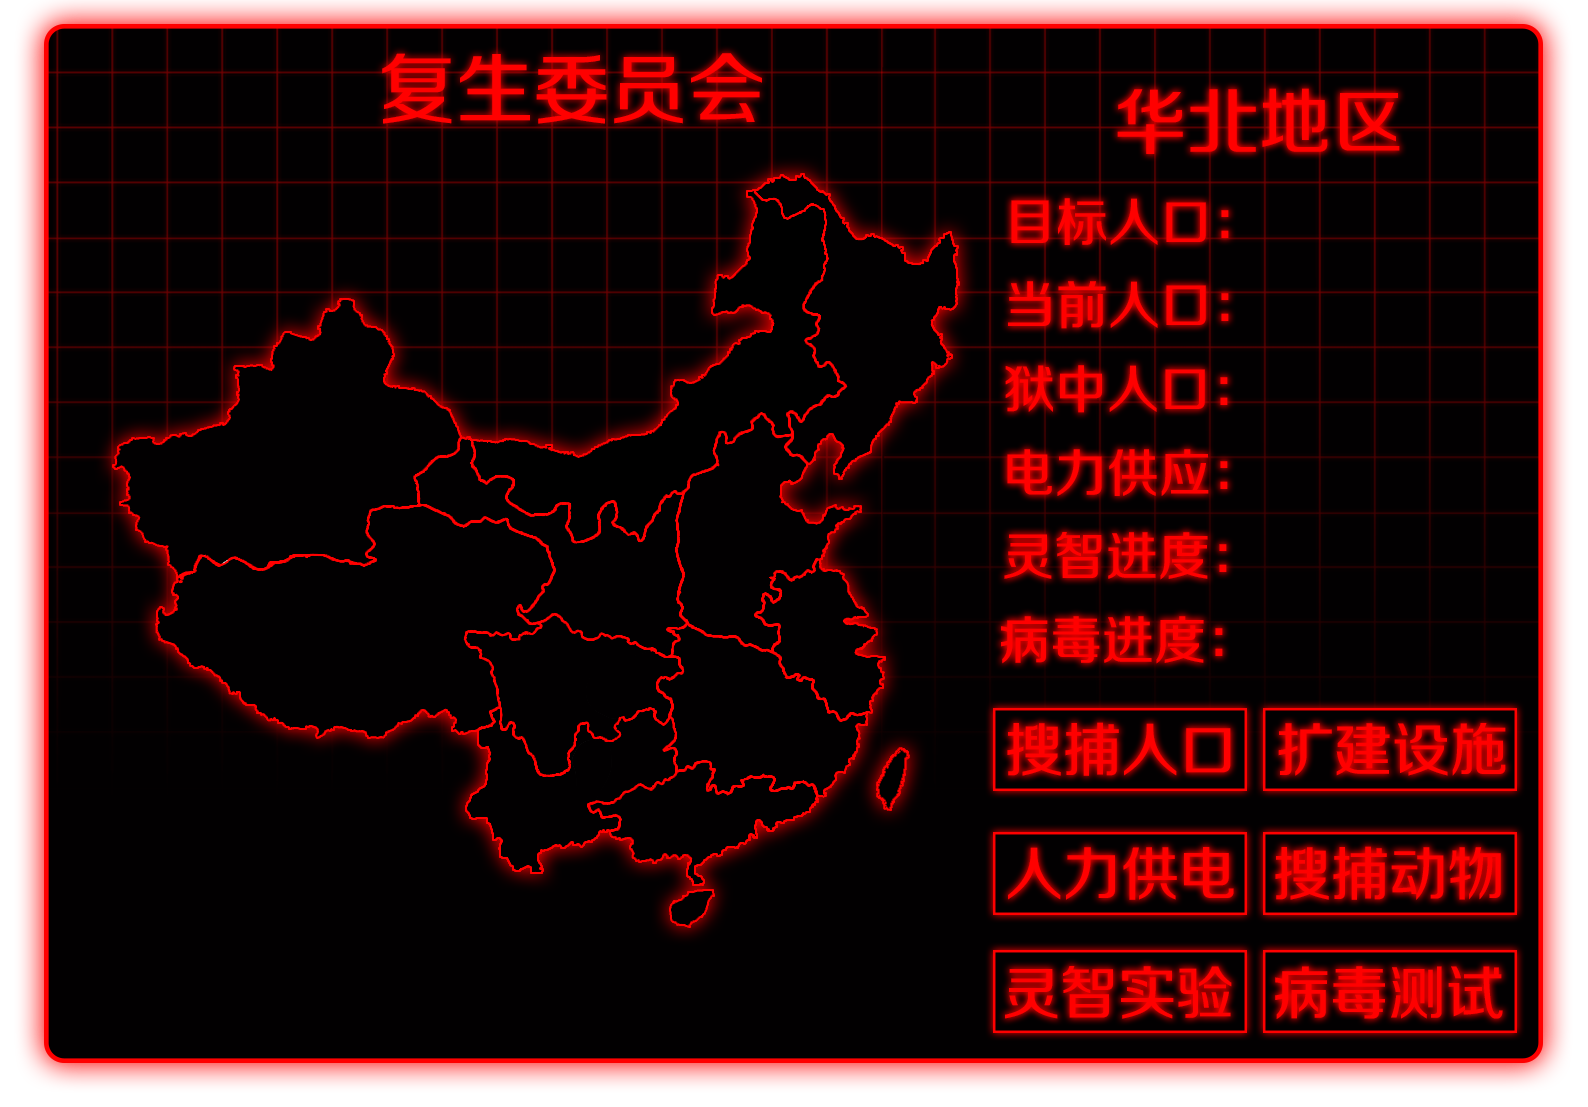 复生委员会
华北地区
目标人口：
当前人口：
狱中人口：
电力供应：
灵智进度：
病毒进度：
搜捕人口 扩建设施
人力供电 搜捕动物
灵智实验 病毒测试